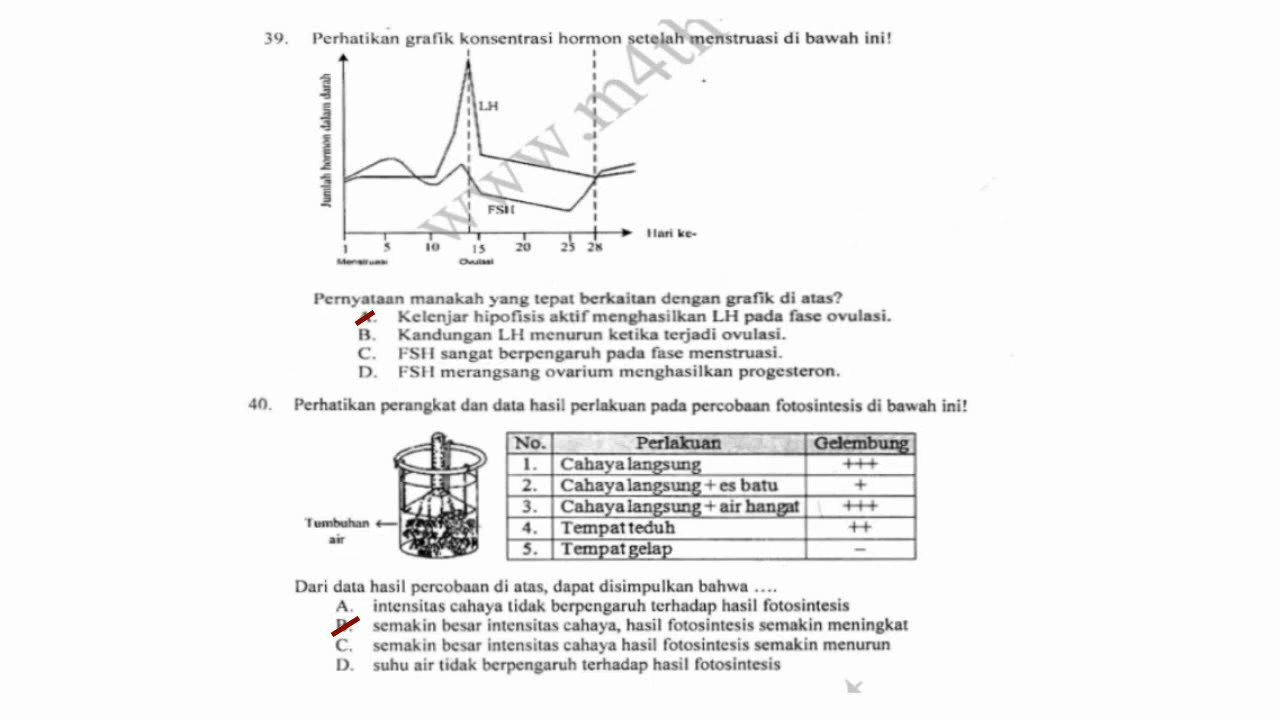 39. Perhatikan grafik konsentrasi hormon setelah menstruasi di bawah ini!
www.m4th
Jumlah hormon dalam darah
LH
FSH
Hari ke-
1 5 10 15 20 25 28
Menstruasi Ovulasi
Pernyataan manakah yang tepat berkaitan dengan grafik di atas?
A. Kelenjar hipofisis aktif menghasilkan LH pada fase ovulasi.
B. Kandungan LH menurun ketika terjadi ovulasi.
C. FSH sangat berpengaruh pada fase menstruasi.
D. FSH merangsang ovarium menghasilkan progesteron.
40. Perhatikan perangkat dan data hasil perlakuan pada percobaan fotosintesis di bawah ini!
Tumbuhan
air
No. Perlakuan Gelembung
1. Cahaya langsung +++
2. Cahaya langsung + es batu +
3. Cahaya langsung + air hangat +++
4. Tempat teduh ++
5. Tempat gelap –
Dari data hasil percobaan di atas, dapat disimpulkan bahwa ....
A. intensitas cahaya tidak berpengaruh terhadap hasil fotosintesis
B. semakin besar intensitas cahaya, hasil fotosintesis semakin meningkat
C. semakin besar intensitas cahaya hasil fotosintesis semakin menurun
D. suhu air tidak berpengaruh terhadap hasil fotosintesis